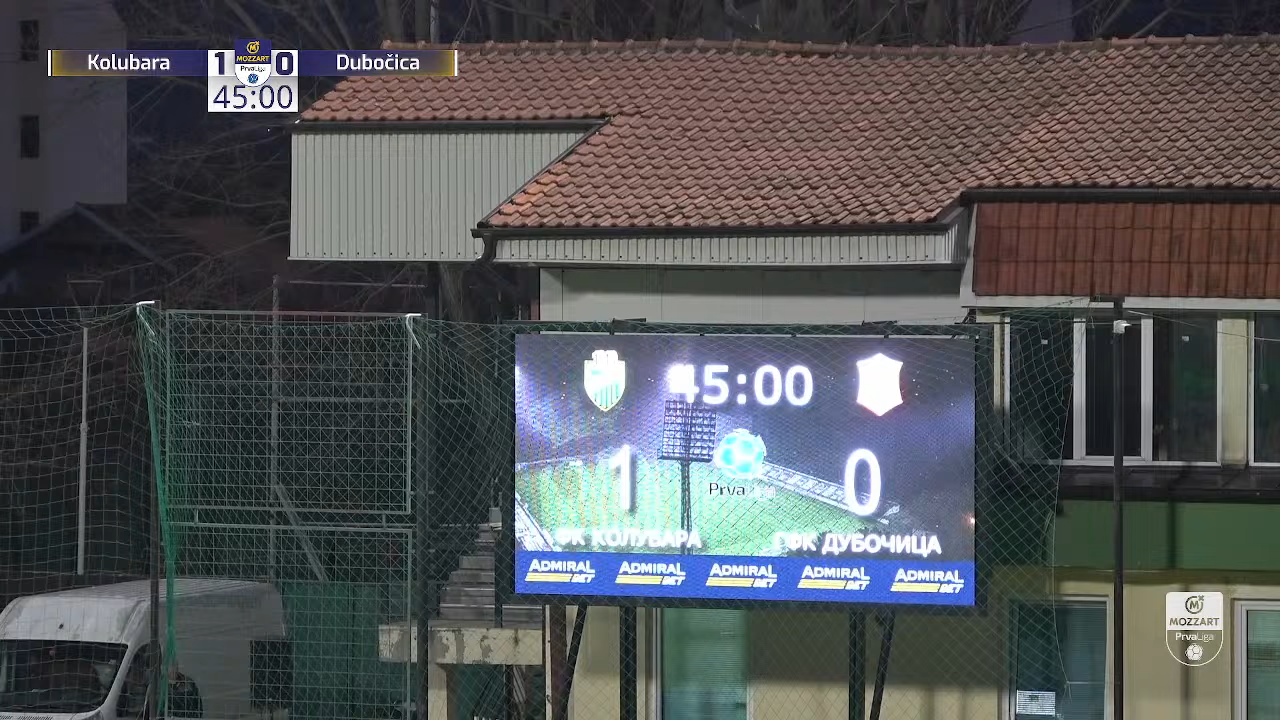 Kolubara 1 0 Dubočica
MOZZART
PrvaLiga
45:00
45:00
1 0
Prva
ФК КОЛУБАРА ГФК ДУБОЧИЦА
ADMIRAL BET ADMIRAL BET ADMIRAL BET ADMIRAL BET ADMIRAL BET
MOZZART
PrvaLiga